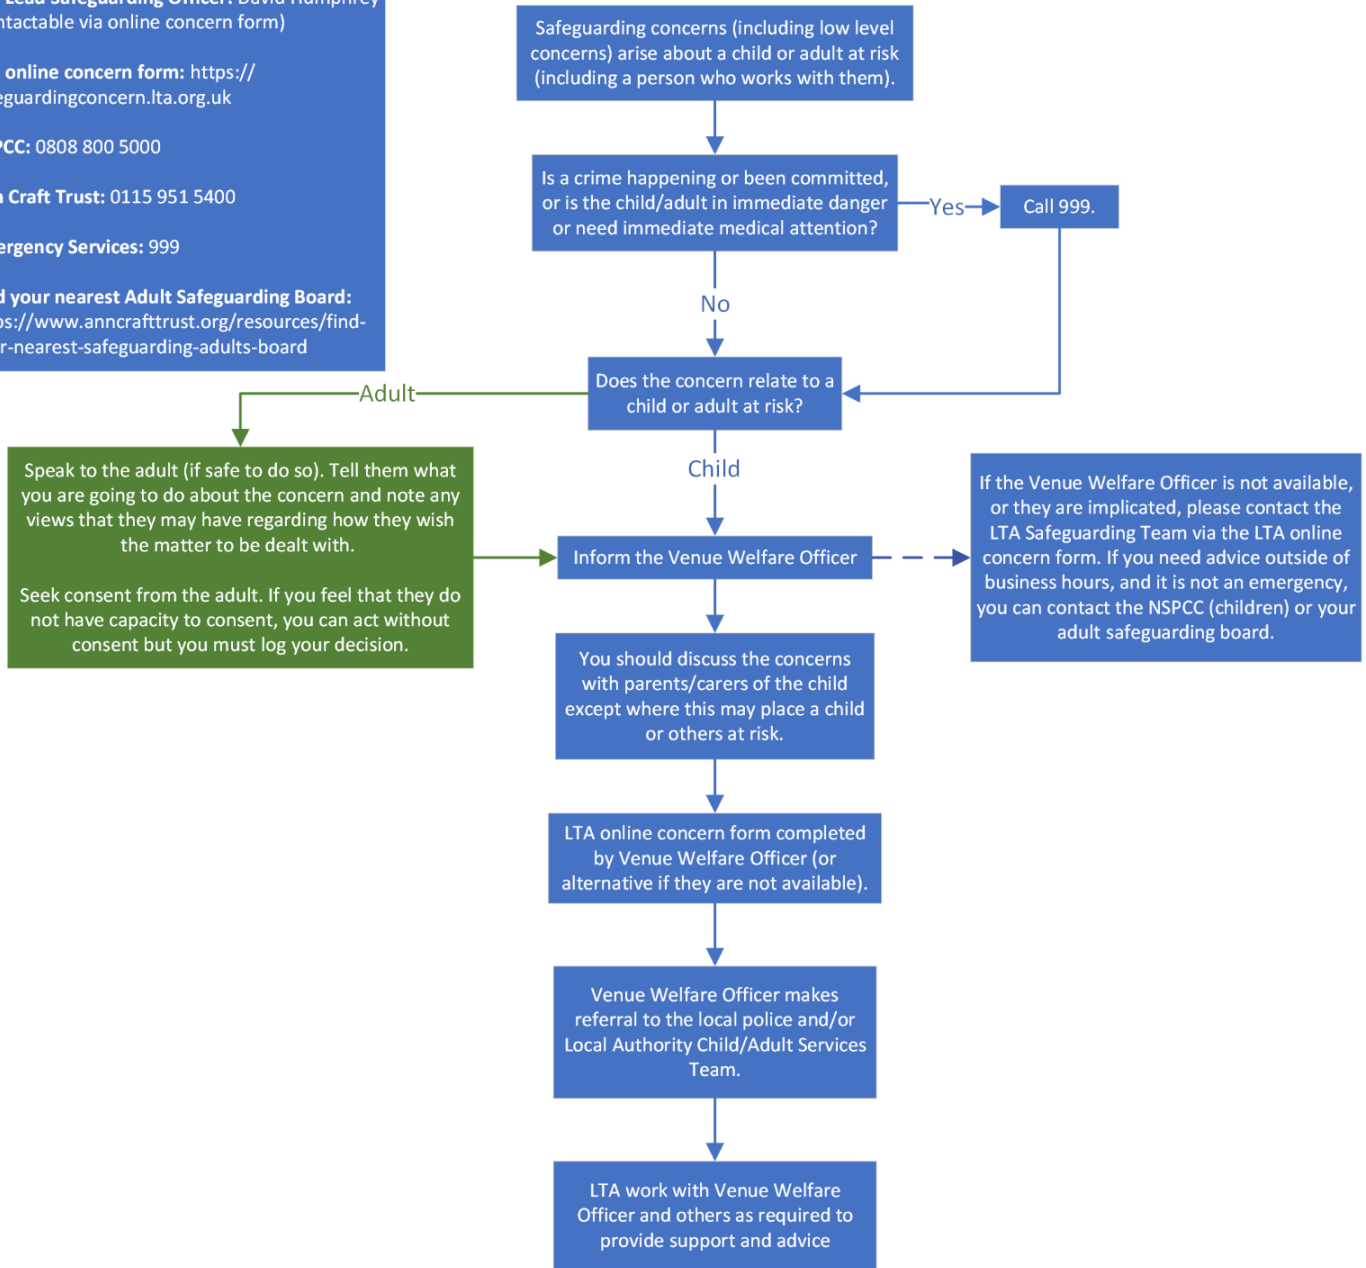 Lead Safeguarding Officer: David Humphrey
ntactable via online concern form)
online concern form: https://
eguardingconcern.lta.org.uk
PCC: 0808 800 5000
n Craft Trust: 0115 951 5400
ergency Services: 999
d your nearest Adult Safeguarding Board:
ps://www.anncrafttrust.org/resources/find-
r-nearest-safeguarding-adults-board
Safeguarding concerns (including low level
concerns) arise about a child or adult at risk
(including a person who works with them).
Is a crime happening or been committed,
or is the child/adult in immediate danger
or need immediate medical attention?
Yes
Call 999.
No
Does the concern relate to a
child or adult at risk?
Adult
Child
Speak to the adult (if safe to do so). Tell them what
you are going to do about the concern and note any
views that they may have regarding how they wish
the matter to be dealt with.
Seek consent from the adult. If you feel that they do
not have capacity to consent, you can act without
consent but you must log your decision.
Inform the Venue Welfare Officer
If the Venue Welfare Officer is not available,
or they are implicated, please contact the
LTA Safeguarding Team via the LTA online
concern form. If you need advice outside of
business hours, and it is not an emergency,
you can contact the NSPCC (children) or your
adult safeguarding board.
You should discuss the concerns
with parents/carers of the child
except where this may place a child
or others at risk.
LTA online concern form completed
by Venue Welfare Officer (or
alternative if they are not available).
Venue Welfare Officer makes
referral to the local police and/or
Local Authority Child/Adult Services
Team.
LTA work with Venue Welfare
Officer and others as required to
provide support and advice